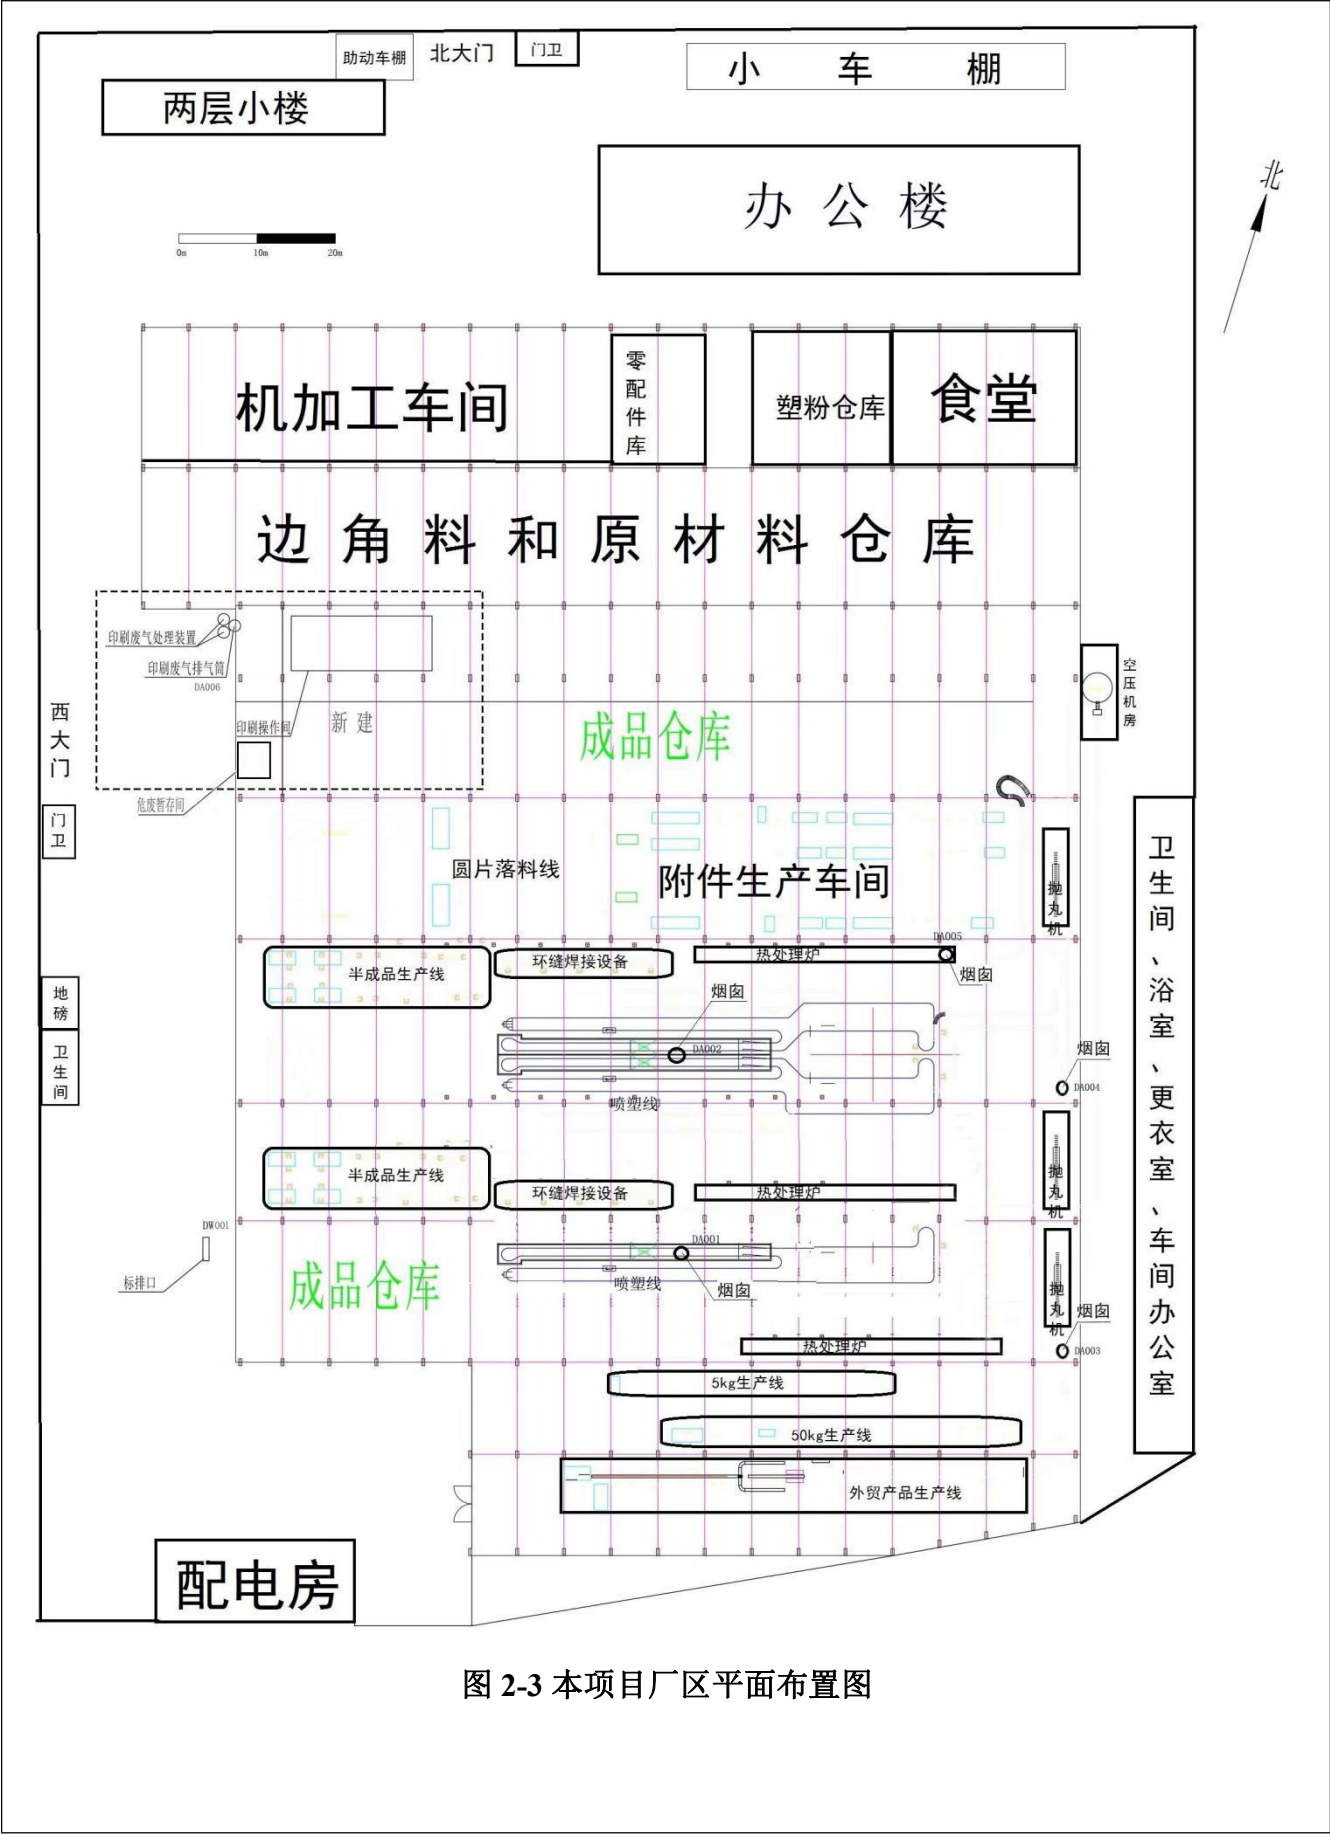 助动车棚
北大门
门卫
小车棚
两层小楼
办公楼
北
0m 10m 20m
机加工车间
零配件库
塑粉仓库
食堂
边角料和原材料仓库
印刷废气处理装置
印刷废气排气筒
DA006
印刷操作间
新建
危废暂存间
成品仓库
空压机房
西大门
门卫
圆片落料线
附件生产车间
抛丸机
卫生间、浴室、更衣室、车间办公室
半成品生产线
环缝焊接设备
热处理炉
DA005
烟囱
地磅
卫生间
烟囱
DA002
喷塑线
烟囱
DA004
抛丸机
半成品生产线
环缝焊接设备
热处理炉
DW001
标排口
成品仓库
DA001
喷塑线
烟囱
抛丸机
烟囱
DA003
热处理炉
5kg生产线
50kg生产线
外贸产品生产线
配电房
图 2-3 本项目厂区平面布置图